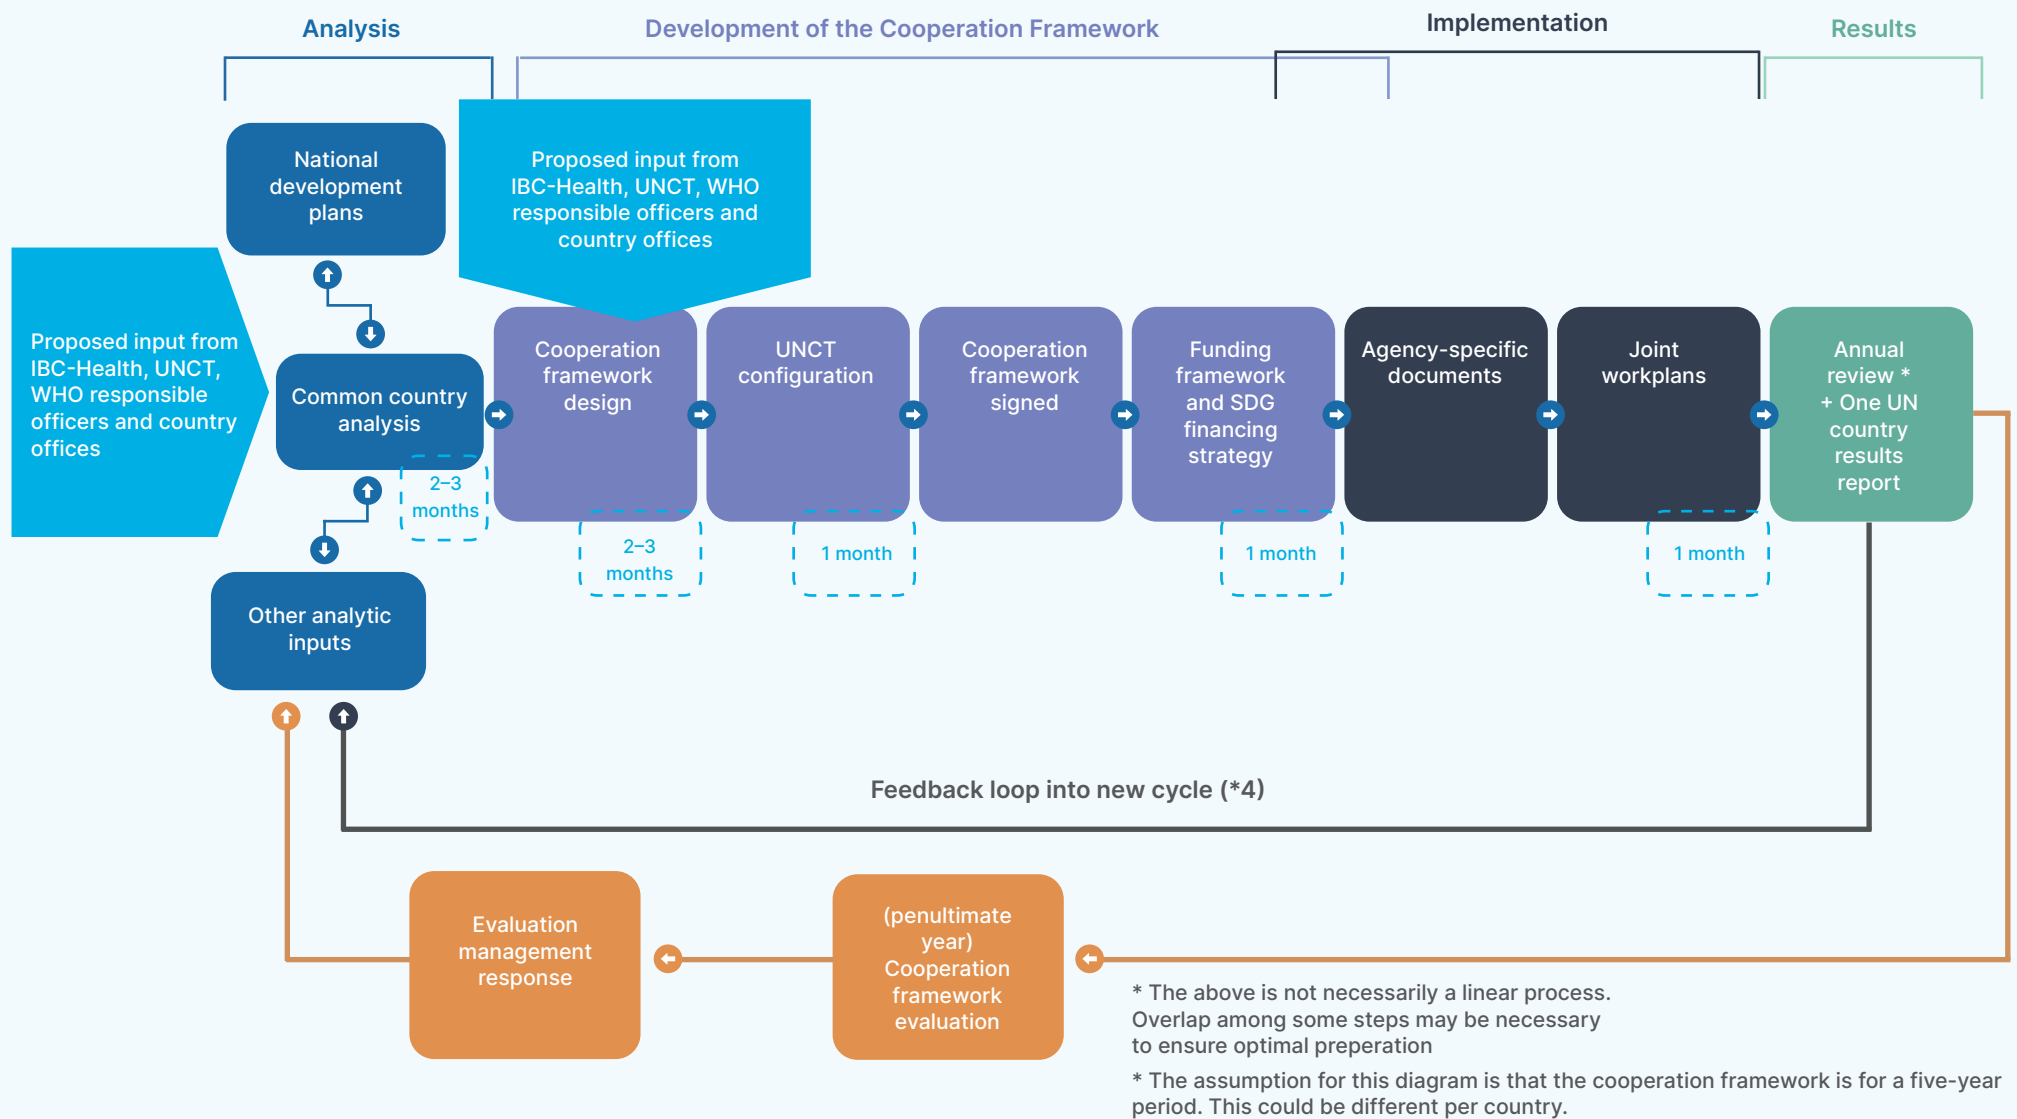 Analysis
Development of the Cooperation Framework
Implementation
Results
National
development
plans
Proposed input from
IBC-Health, UNCT, WHO
responsible officers and
country offices
Proposed input from
IBC-Health, UNCT,
WHO responsible
officers and country
offices
Common country
analysis
2–3
months
Cooperation
framework
design
2–3
months
UNCT
configuration
1 month
Cooperation
framework
signed
Funding
framework
and SDG
financing
strategy
1 month
Agency-specific
documents
Joint
workplans
1 month
Annual
review *
+ One UN
country
results
report
Other analytic
inputs
Feedback loop into new cycle (*4)
Evaluation
management
response
(penultimate
year)
Cooperation
framework
evaluation
* The above is not necessarily a linear process.
Overlap among some steps may be necessary
to ensure optimal preperation
* The assumption for this diagram is that the cooperation framework is for a five-year
period. This could be different per country.